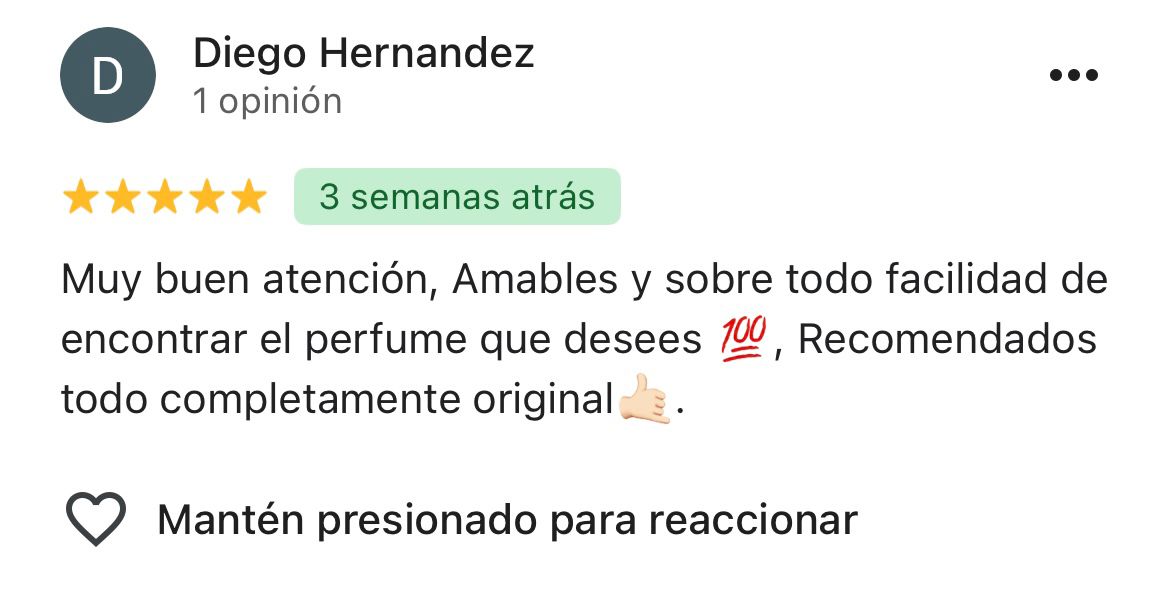 D
Diego Hernandez
1 opinión
3 semanas atrás
Muy buen atención, Amables y sobre todo facilidad de
encontrar el perfume que desees 💯, Recomendados
todo completamente original🤙🏻.
Mantén presionado para reaccionar